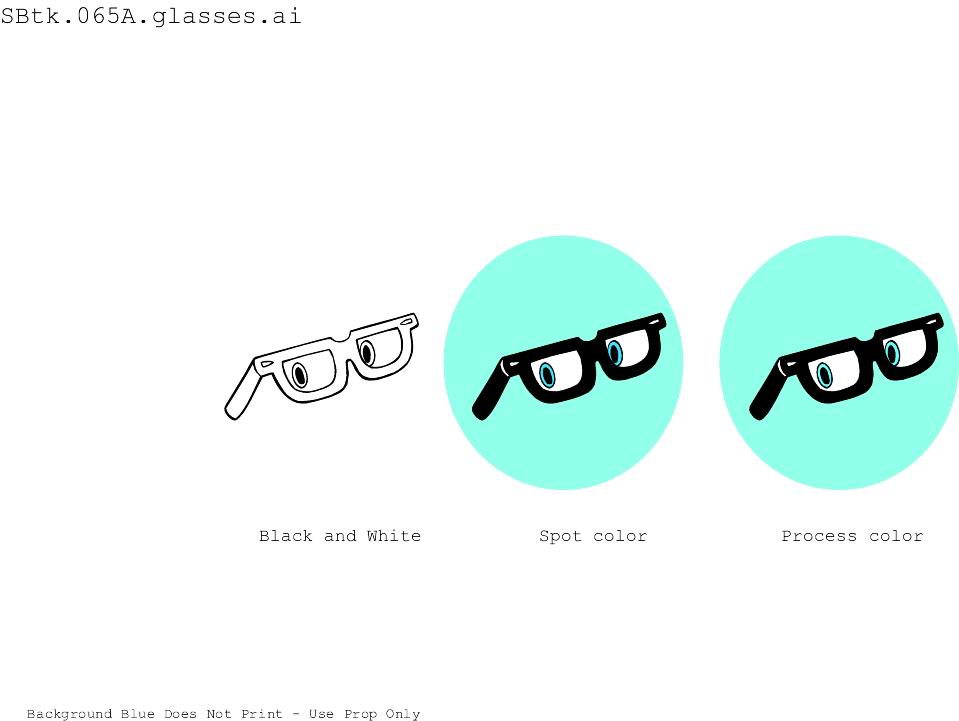 SBtk.065A.glasses.ai
Black and White
Spot color
Process color
Background Blue Does Not Print - Use Prop Only